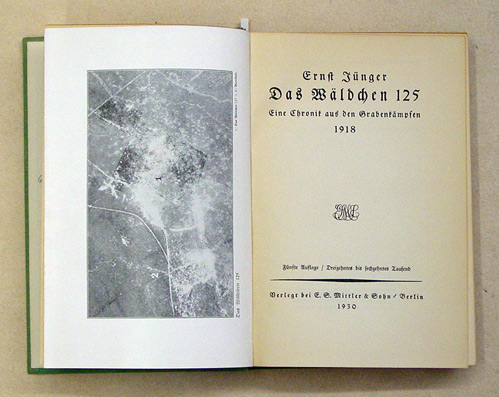 Das Wäldchen 125
Ernst Jünger
Das Wäldchen 125
Eine Chronik aus den Grabenkämpfen
1918
Fünfte Auflage / Dreizehntes bis sechzehntes Tausend
Verlegt bei E. S. Mittler & Sohn / Berlin
1930